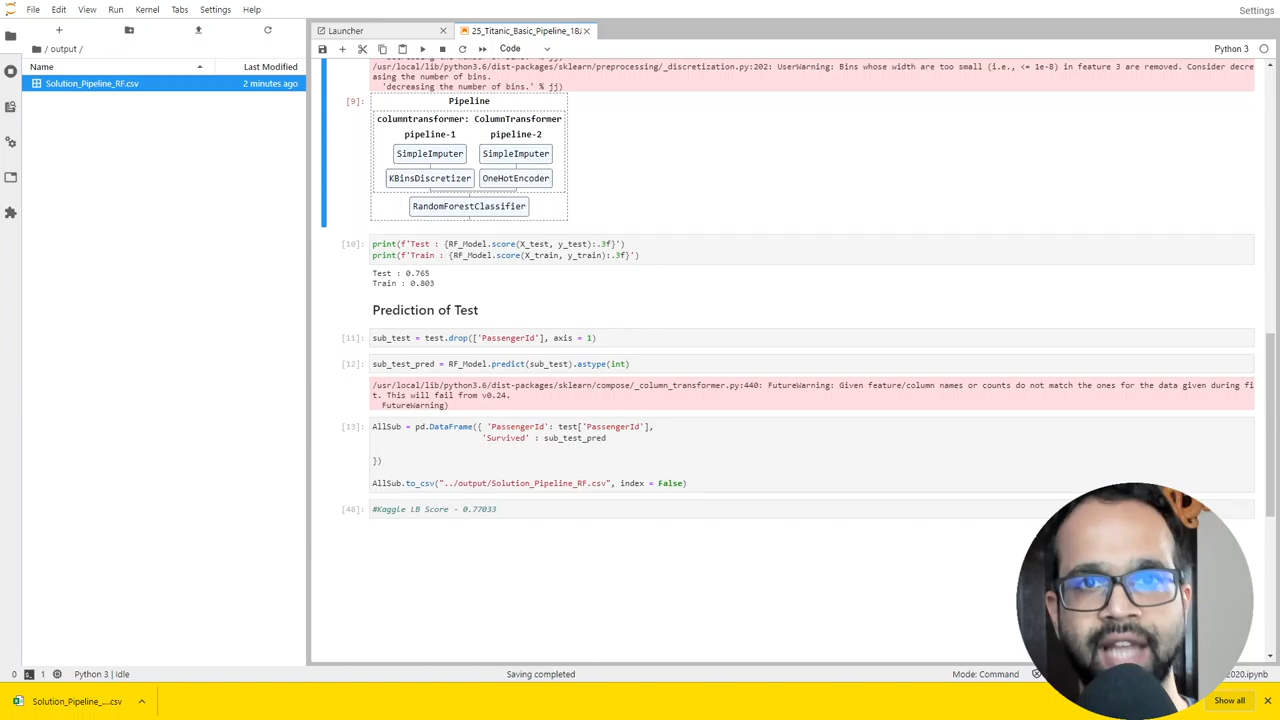 File Edit View Run Kernel Tabs Settings Help
Settings
Launcher
25_Titanic_Basic_Pipeline_18J
/ output /
Code
Python 3
Name
Last Modified
Solution_Pipeline_RF.csv
2 minutes ago
/usr/local/lib/python3.6/dist-packages/sklearn/preprocessing/_discretization.py:202: UserWarning: Bins whose width are too small (i.e., <= 1e-8) in feature 3 are removed. Consider decre
asing the number of bins.
'decreasing the number of bins.' % jj)
[9]:
Pipeline
columntransformer: ColumnTransformer
pipeline-1 pipeline-2
SimpleImputer SimpleImputer
KBinsDiscretizer OneHotEncoder
RandomForestClassifier
[10]: print(f'Test : {RF_Model.score(X_test, y_test):.3f}')
print(f'Train : {RF_Model.score(X_train, y_train):.3f}')
Test : 0.765
Train : 0.803
Prediction of Test
[11]: sub_test = test.drop(['PassengerId'], axis = 1)
[12]: sub_test_pred = RF_Model.predict(sub_test).astype(int)
/usr/local/lib/python3.6/dist-packages/sklearn/compose/_column_transformer.py:440: FutureWarning: Given feature/column names or counts do not match the ones for the data given during fi
t. This will fail from v0.24.
FutureWarning)
[13]: AllSub = pd.DataFrame({ 'PassengerId': test['PassengerId'],
'Survived' : sub_test_pred
})
AllSub.to_csv("../output/Solution_Pipeline_RF.csv", index = False)
[48]: #Kaggle LB Score - 0.77033
0 1 Python 3 | Idle
Saving completed
Mode: Command
2020.ipynb
Solution_Pipeline_....csv
Show all